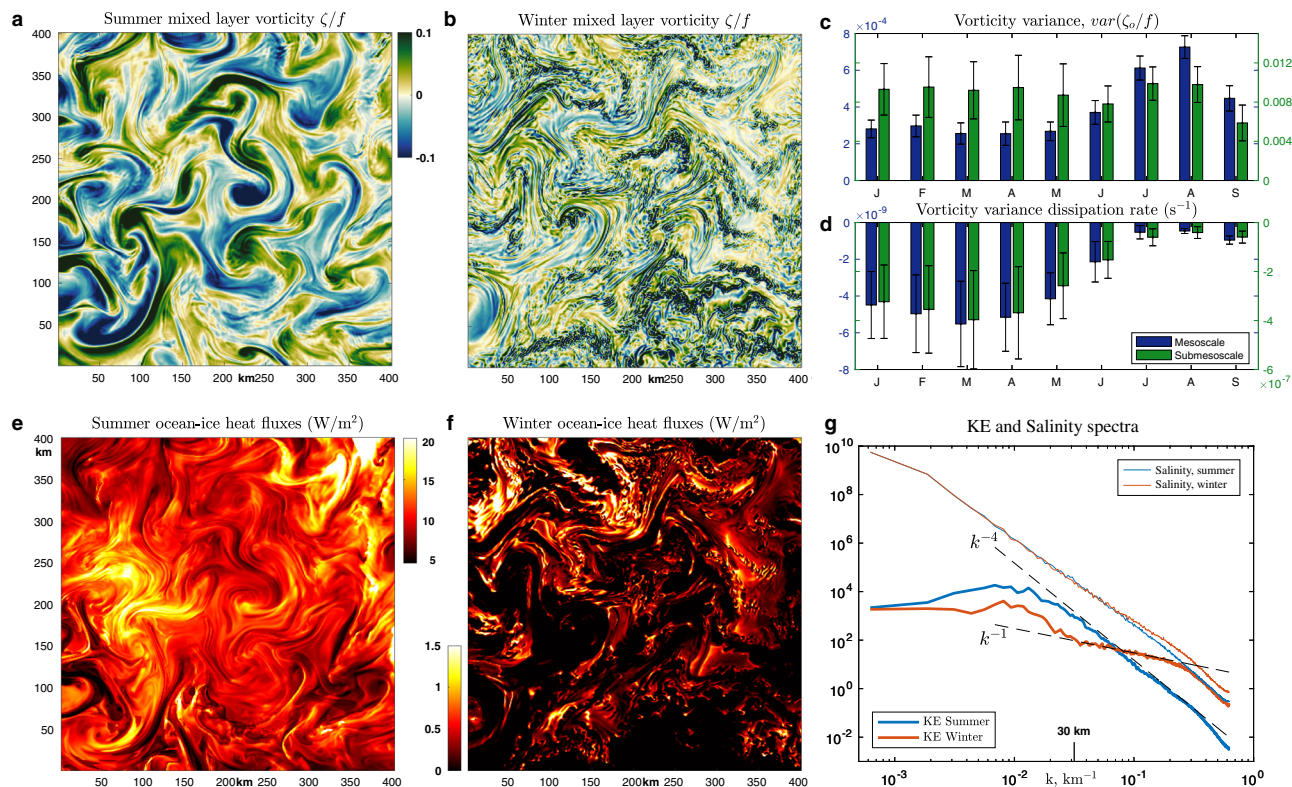 a
Summer mixed layer vorticity ζ/f
400
350
300
250
200
150
100
50
50
100
150
200
km
250
300
350
400
0.1
0
-0.1
b
Winter mixed layer vorticity ζ/f
50
100
150
200
km
250
300
350
400
c
Vorticity variance, var(ζₒ/f)
×10⁻⁴
8
6
4
2
0
0.012
0.008
0.004
0
J F M A M J J A S
d
Vorticity variance dissipation rate (s⁻¹)
×10⁻⁹
0
-2
-4
-6
-8
0
-2
-4
-6
×10⁻⁷
Mesoscale
Submesoscale
J F M A M J J A S
e
Summer ocean-ice heat fluxes (W/m²)
400
km
350
300
250
200
150
100
50
50
100
150
200
km
250
300
350
400
20
15
10
5
f
Winter ocean-ice heat fluxes (W/m²)
1.5
1
0.5
0
50
100
150
200
km
250
300
350
400
g
KE and Salinity spectra
10¹⁰
10⁸
10⁶
10⁴
10²
10⁰
10⁻²
Salinity, summer
Salinity, winter
k⁻⁴
k⁻¹
KE Summer
KE Winter
30 km
10⁻³
10⁻²
10⁻¹
10⁰
k, km⁻¹